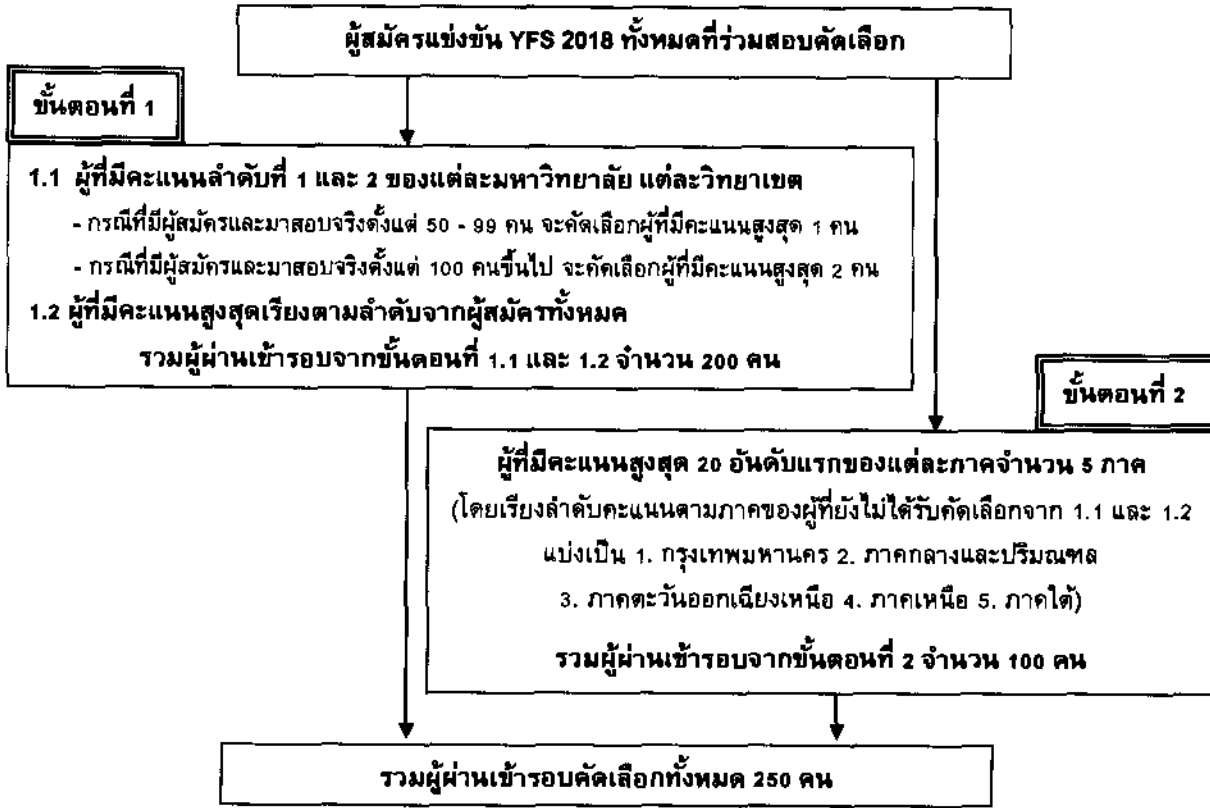 ผู้สมัครแข่งขัน YFS 2018 ทั้งหมดที่ร่วมสอบคัดเลือก
ขั้นตอนที่ 1
1.1 ผู้ที่มีคะแนนลำดับที่ 1 และ 2 ของแต่ละมหาวิทยาลัย แต่ละวิทยาเขต
- กรณีที่มีผู้สมัครและมาสอบจริงตั้งแต่ 50 - 99 คน จะคัดเลือกผู้ที่มีคะแนนสูงสุด 1 คน
- กรณีที่มีผู้สมัครและมาสอบจริงตั้งแต่ 100 คนขึ้นไป จะคัดเลือกผู้ที่มีคะแนนสูงสุด 2 คน
1.2 ผู้ที่มีคะแนนสูงสุดเรียงตามลำดับจากผู้สมัครทั้งหมด
รวมผู้ผ่านเข้ารอบจากขั้นตอนที่ 1.1 และ 1.2 จำนวน 200 คน
ขั้นตอนที่ 2
ผู้ที่มีคะแนนสูงสุด 20 อันดับแรกของแต่ละภาคจำนวน 5 ภาค
(โดยเรียงลำดับคะแนนตามภาคของผู้ที่ยังไม่ได้รับคัดเลือกจาก 1.1 และ 1.2
แบ่งเป็น 1. กรุงเทพมหานคร 2. ภาคกลางและปริมณฑล
3. ภาคตะวันออกเฉียงเหนือ 4. ภาคเหนือ 5. ภาคใต้)
รวมผู้ผ่านเข้ารอบจากขั้นตอนที่ 2 จำนวน 100 คน
รวมผู้ผ่านเข้ารอบคัดเลือกทั้งหมด 250 คน